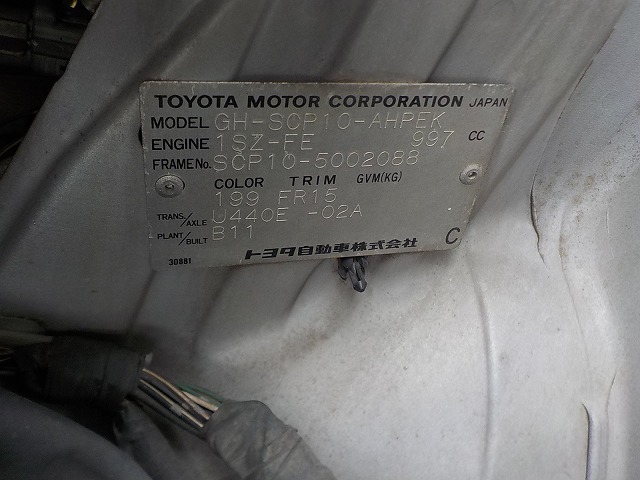 TOYOTA MOTOR CORPORATION JAPAN
MODEL GH-SCP10-AHPEK
ENGINE 1SZ-FE 997 CC
FRAME No. SCP10-5002088
COLOR TRIM GVM(KG)
199 FR15
TRANS./AXLE U440E -02A
PLANT/BUILT B11
トヨタ自動車株式会社 C
30881